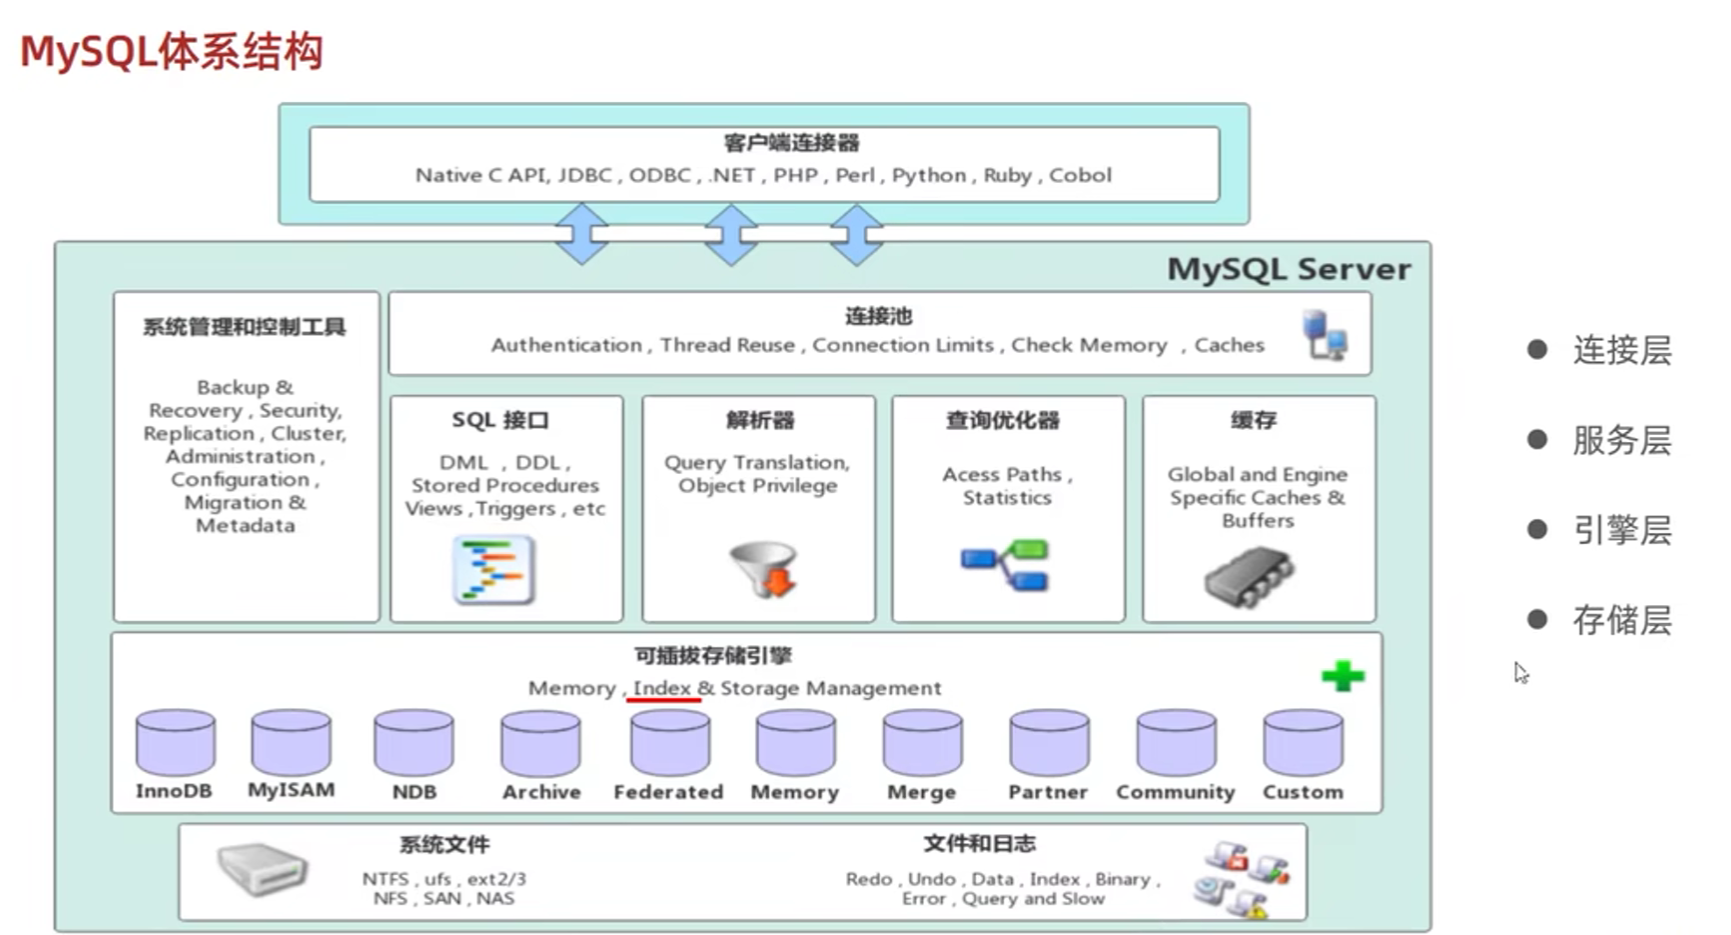 MySQL体系结构
客户端连接器
Native C API, JDBC , ODBC , .NET , PHP , Perl , Python , Ruby , Cobol
MySQL Server
系统管理和控制工具
Backup &
Recovery , Security,
Replication , Cluster,
Administration ,
Configuration ,
Migration &
Metadata
连接池
Authentication , Thread Reuse , Connection Limits , Check Memory , Caches
SQL 接口
DML , DDL ,
Stored Procedures
Views ,Triggers , etc
解析器
Query Translation,
Object Privilege
查询优化器
Acess Paths ,
Statistics
缓存
Global and Engine
Specific Caches &
Buffers
可插拔存储引擎
Memory , Index & Storage Management
InnoDB MyISAM NDB Archive Federated Memory Merge Partner Community Custom
系统文件
NTFS , ufs , ext2/3
NFS , SAN , NAS
文件和日志
Redo , Undo , Data , Index , Binary ,
Error , Query and Slow
连接层
服务层
引擎层
存储层